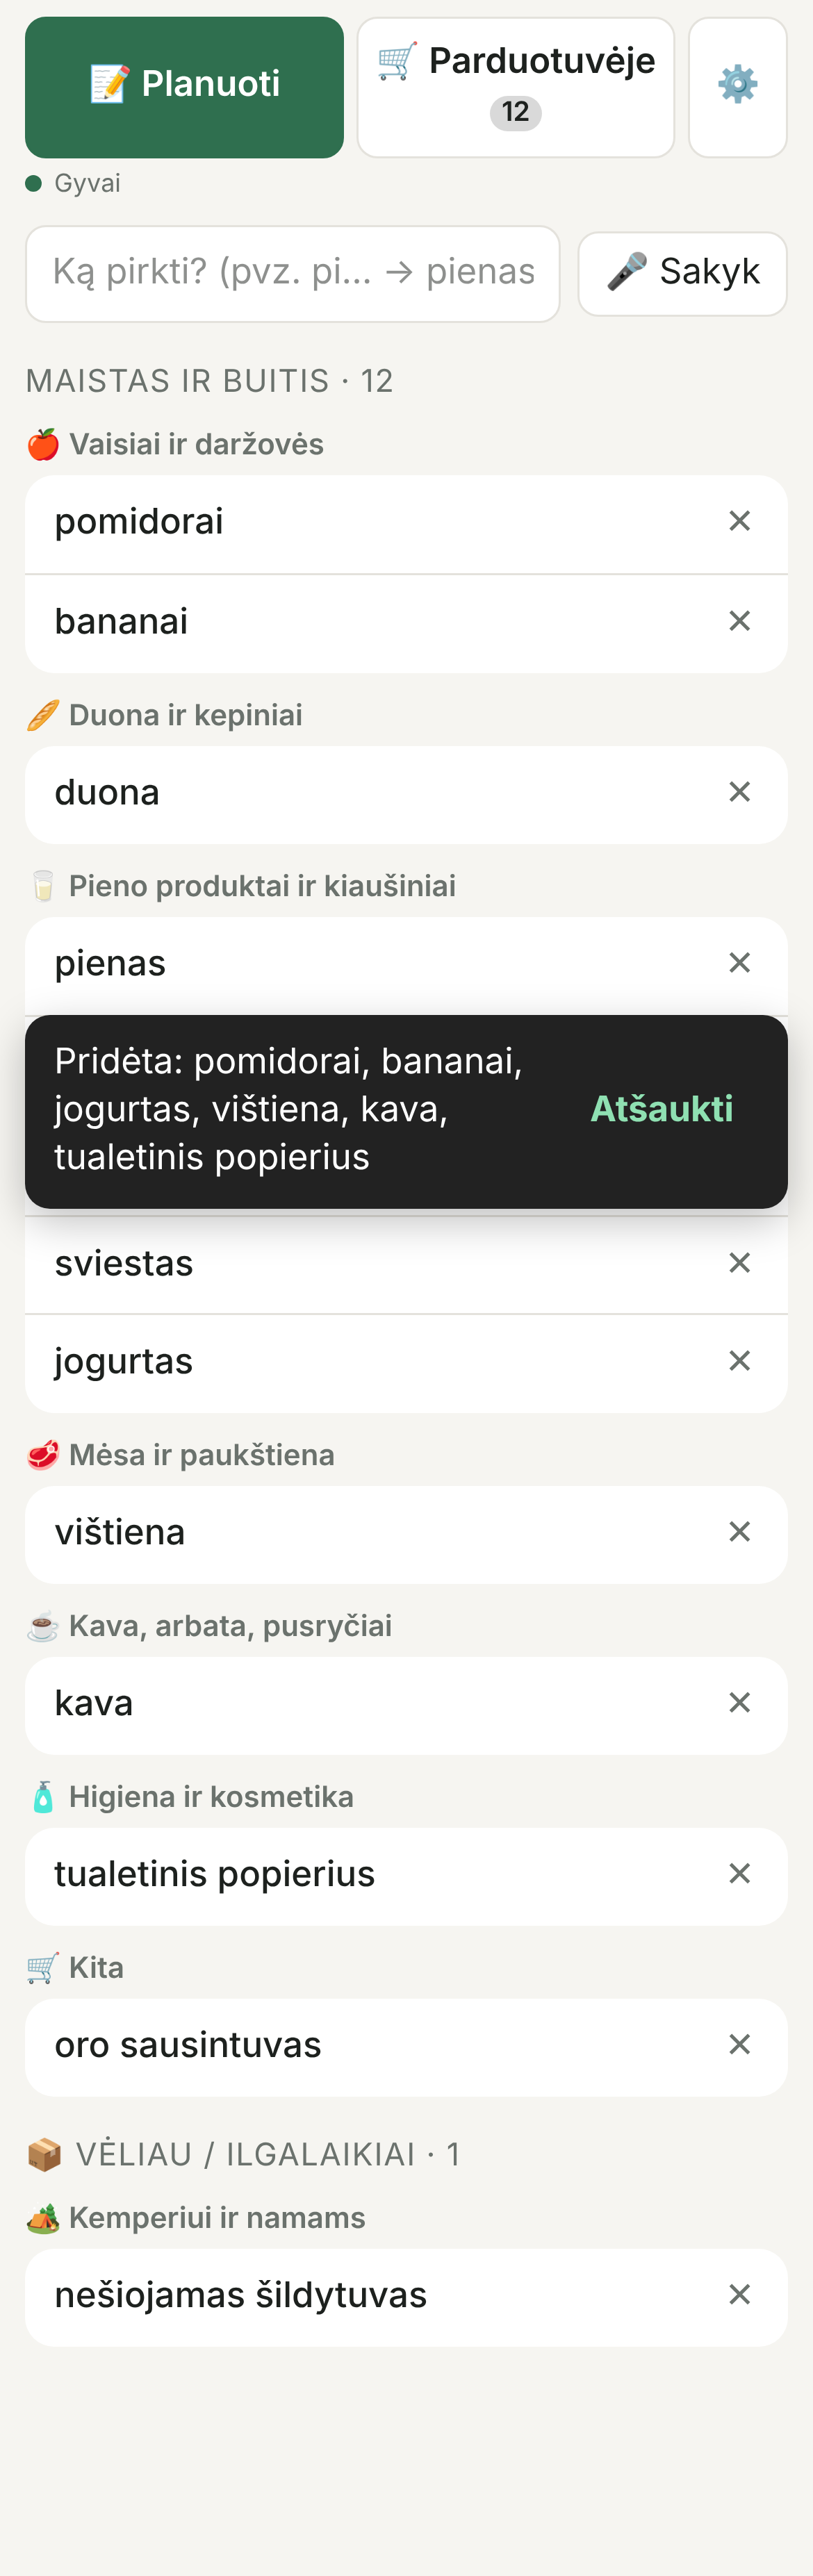 📝 Planuoti
🛒 Parduotuvėje
12
⚙️
Gyvai
Ką pirkti? (pvz. pi... → pienas
🎤 Sakyk
MAISTAS IR BUITIS · 12
🍎 Vaisiai ir daržovės
pomidorai ✕
bananai ✕
🥖 Duona ir kepiniai
duona ✕
🥛 Pieno produktai ir kiaušiniai
pienas ✕
Pridėta: pomidorai, bananai,
jogurtas, vištiena, kava,
tualetinis popierius
Atšaukti
sviestas ✕
jogurtas ✕
🥩 Mėsa ir paukštiena
vištiena ✕
☕ Kava, arbata, pusryčiai
kava ✕
🧴 Higiena ir kosmetika
tualetinis popierius ✕
🛒 Kita
oro sausintuvas ✕
📦 VĖLIAU / ILGALAIKIAI · 1
🏕️ Kemperiui ir namams
nešiojamas šildytuvas ✕